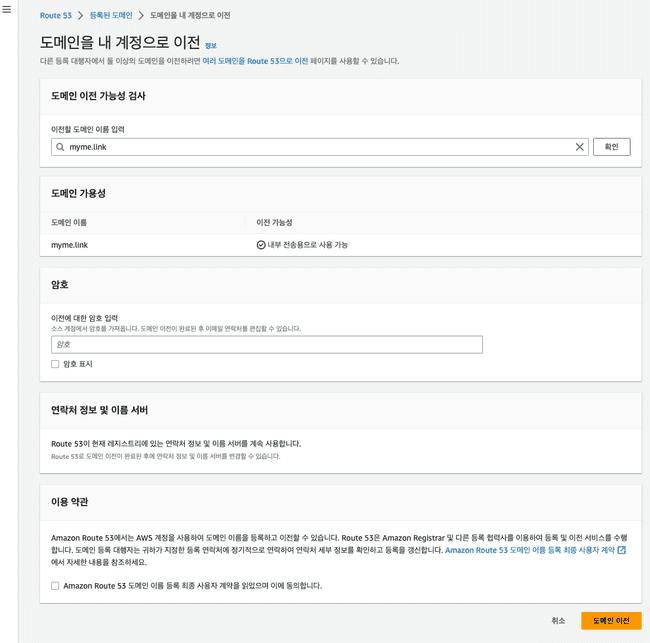 Route 53 > 등록된 도메인 > 도메인을 내 계정으로 이전
도메인을 내 계정으로 이전 정보
다른 등록 대행자에서 둘 이상의 도메인을 이전하려면 여러 도메인을 Route 53으로 이전 페이지를 사용할 수 있습니다.
도메인 이전 가능성 검사
이전할 도메인 이름 입력
myme.link
확인
도메인 가용성
도메인 이름 이전 가능성
myme.link 내부 전송용으로 사용 가능
암호
이전에 대한 암호 입력
소스 계정에서 암호를 가져옵니다. 도메인 이전이 완료된 후 이메일 연락처를 편집할 수 있습니다.
암호
암호 표시
연락처 정보 및 이름 서버
Route 53이 현재 레지스트리에 있는 연락처 정보 및 이름 서버를 계속 사용합니다.
Route 53로 도메인 이전이 완료된 후에 연락처 정보 및 이름 서버를 변경할 수 있습니다.
이용 약관
Amazon Route 53에서는 AWS 계정을 사용하여 도메인 이름을 등록하고 이전할 수 있습니다. Route 53은 Amazon Registrar 및 다른 등록 협력사를 이용하여 등록 및 이전 서비스를 수행
합니다. 도메인 등록 대행자는 귀하가 지정한 등록 연락처에 정기적으로 연락하여 연락처 세부 정보를 확인하고 등록을 갱신합니다. Amazon Route 53 도메인 이름 등록 최종 사용자 계약
에서 자세한 내용을 참조하세요.
Amazon Route 53 도메인 이름 등록 최종 사용자 계약을 읽었으며 이에 동의합니다.
취소
도메인 이전